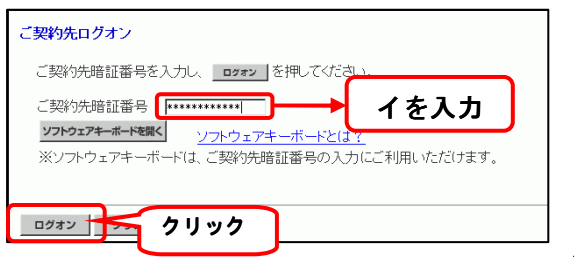 ご契約先ログオン
ご契約先暗証番号を入力し、 ログオン を押してください。
ご契約先暗証番号 ************
イを入力
ソフトウェアキーボードを開く ソフトウェアキーボードとは？
※ソフトウェアキーボードは、ご契約先暗証番号の入力にご利用いただけます。
ログオン
クリック